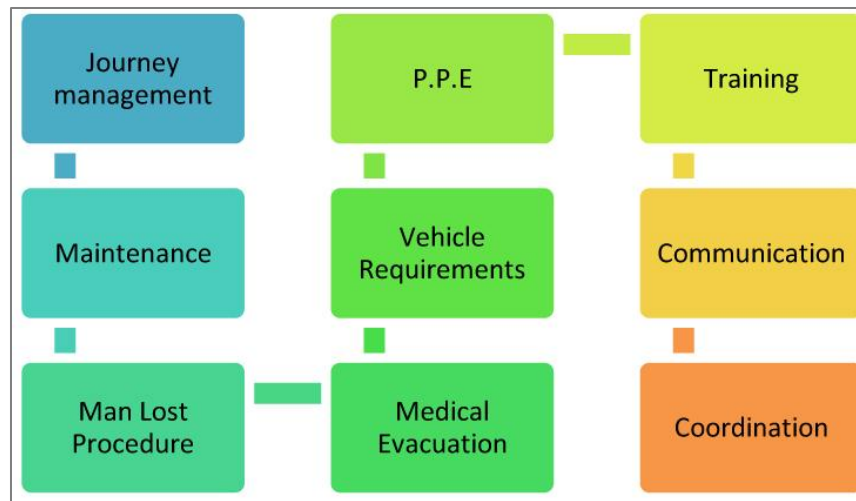 Journey
management
Maintenance
Man Lost
Procedure
Medical
Evacuation
Vehicle
Requirements
P.P.E
Training
Communication
Coordination